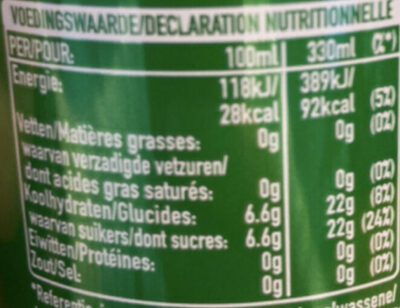 VOEDINGSWAARDE/DECLARATION NUTRITIONNELLE
PER/POUR: 100ml 330ml (%*)
Energie: 118kJ/ 389kJ/
28kcal 92kcal (5%)
Vetten/Matières grasses: 0g 0g (0%)
waarvan verzadigde vetzuren/
dont acides gras saturés: 0g 0g (0%)
Koolhydraten/Glucides: 6.6g 22g (8%)
waarvan suikers/dont sucres: 6.6g 22g (24%)
Eiwitten/Protéines: 0g 0g (0%)
Zout/Sel: 0g 0g (0%)